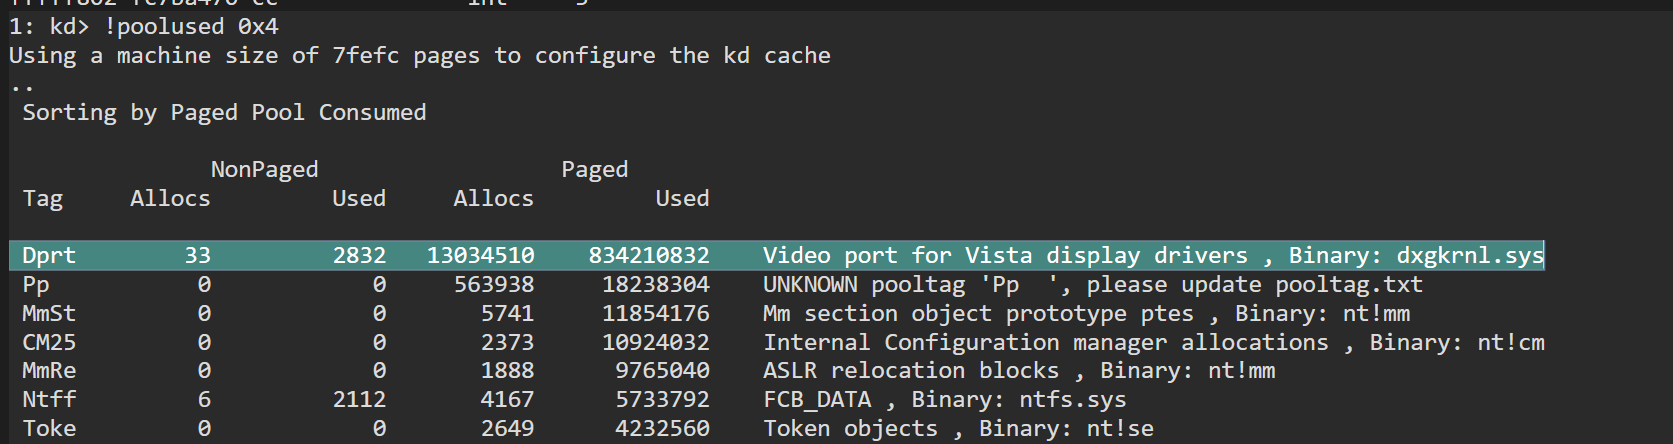 1: kd> !poolused 0x4
Using a machine size of 7fefc pages to configure the kd cache
..
Sorting by Paged Pool Consumed
NonPaged Paged
Tag Allocs Used Allocs Used
Dprt 33 2832 13034510 834210832 Video port for Vista display drivers , Binary: dxgkrnl.sys
Pp 0 0 563938 18238304 UNKNOWN pooltag 'Pp  ', please update pooltag.txt
MmSt 0 0 5741 11854176 Mm section object prototype ptes , Binary: nt!mm
CM25 0 0 2373 10924032 Internal Configuration manager allocations , Binary: nt!cm
MmRe 0 0 1888 9765040 ASLR relocation blocks , Binary: nt!mm
Ntff 6 2112 4167 5733792 FCB_DATA , Binary: ntfs.sys
Toke 0 0 2649 4232560 Token objects , Binary: nt!se